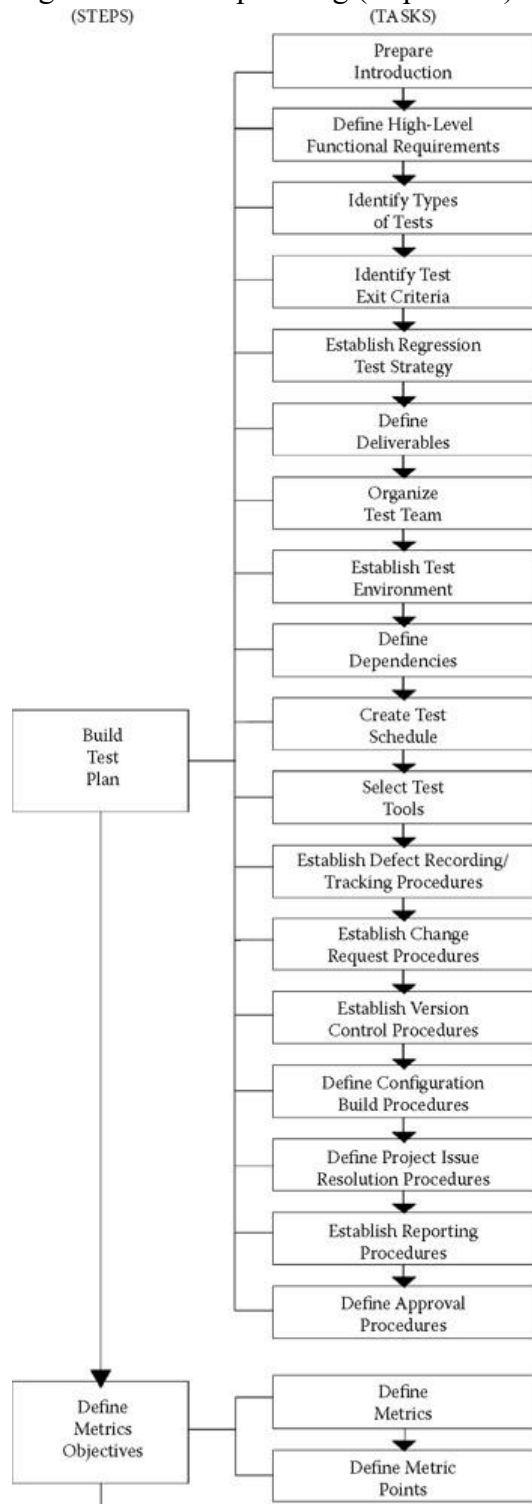 (STEPS)
(TASKS)
Prepare
Introduction
Define High-Level
Functional Requirements
Identify Types
of Tests
Identify Test
Exit Criteria
Establish Regression
Test Strategy
Define
Deliverables
Organize
Test Team
Establish Test
Environment
Define
Dependencies
Create Test
Schedule
Build
Test
Plan
Select Test
Tools
Establish Defect Recording/
Tracking Procedures
Establish Change
Request Procedures
Establish Version
Control Procedures
Define Configuration
Build Procedures
Define Project Issue
Resolution Procedures
Establish Reporting
Procedures
Define Approval
Procedures
Define
Metrics
Objectives
Define
Metrics
Define Metric
Points